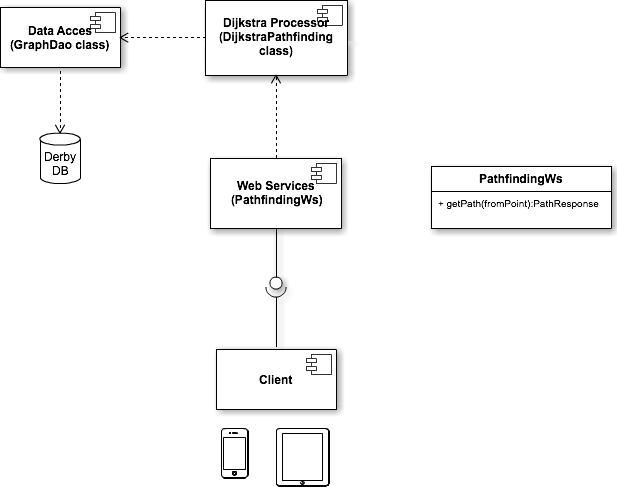 Data Acces
(GraphDao class)
Dijkstra Processor
(DijkstraPathfinding
class)
Derby
DB
Web Services
(PathfindingWs)
PathfindingWs
+ getPath(fromPoint):PathResponse
Client